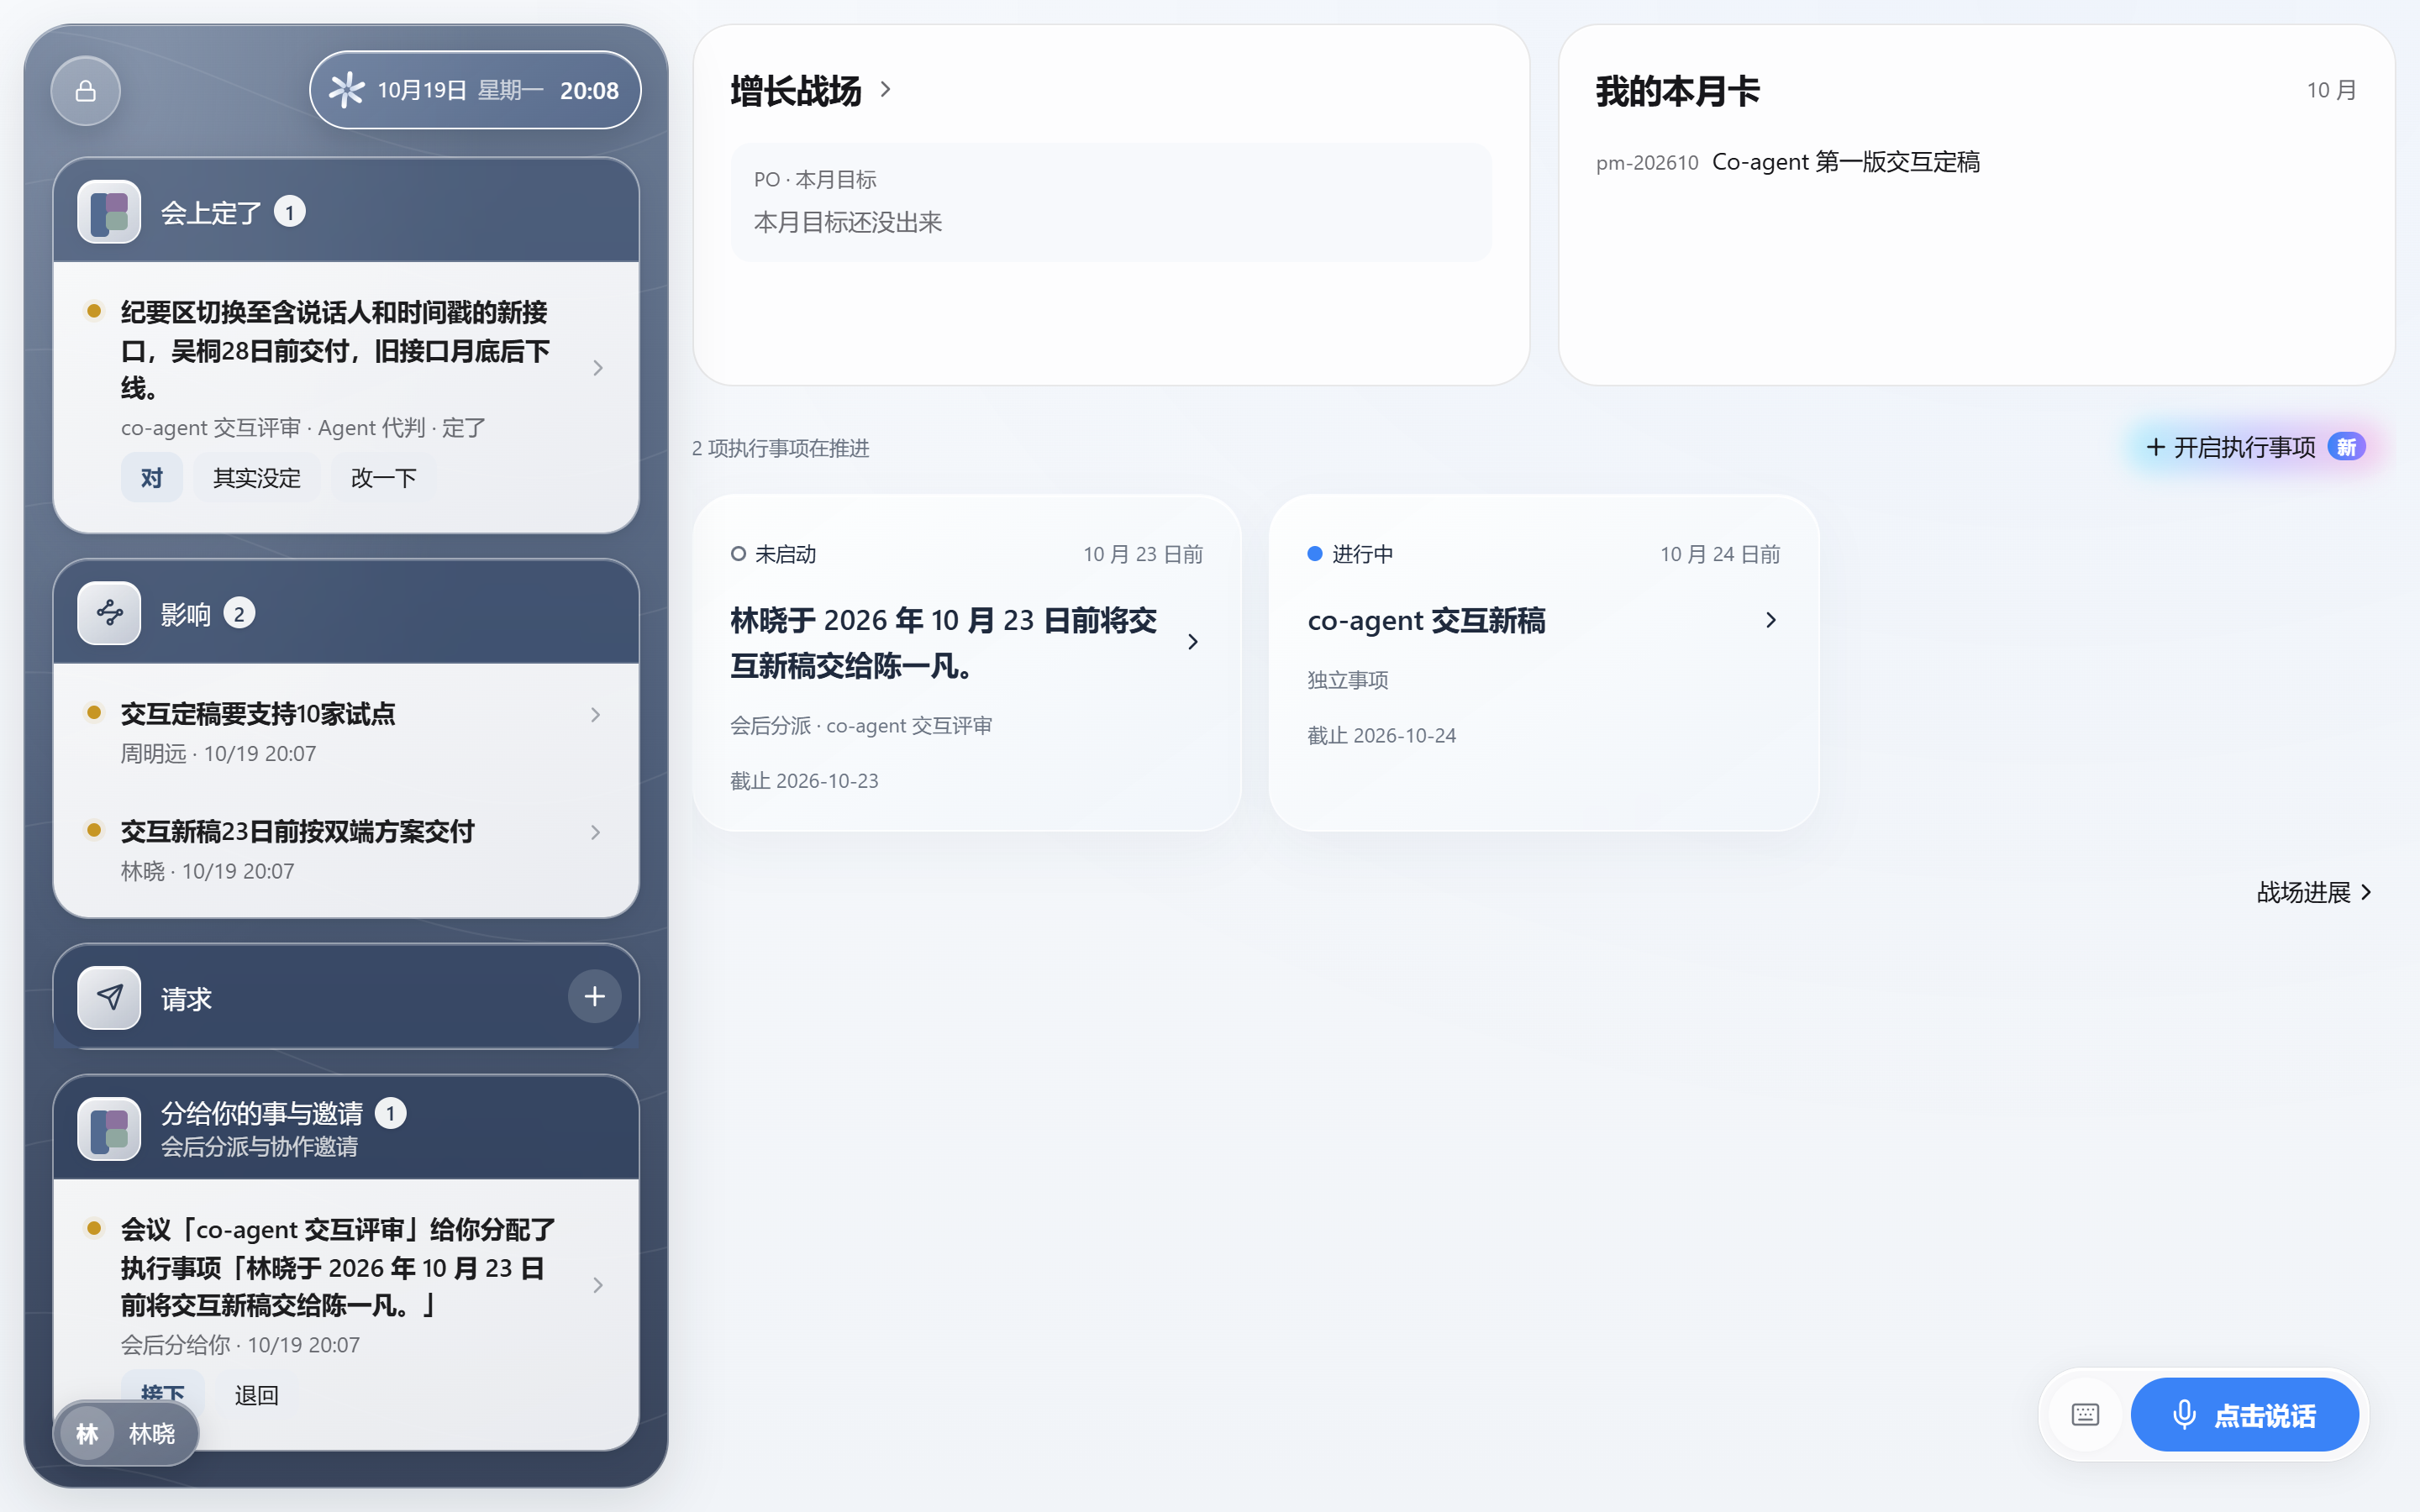 10月19日 星期一 20:08
会上定了 1
纪要区切换至含说话人和时间戳的新接
口，吴桐28日前交付，旧接口月底后下
线。
co-agent 交互评审 · Agent 代判 · 定了
对 其实没定 改一下
影响 2
交互定稿要支持10家试点
周明远 · 10/19 20:07
交互新稿23日前按双端方案交付
林晓 · 10/19 20:07
请求
分给你的事与邀请 1
会后分派与协作邀请
会议「co-agent 交互评审」给你分配了
执行事项「林晓于 2026 年 10 月 23 日
前将交互新稿交给陈一凡。」
会后分给你 · 10/19 20:07
接下 退回
林 林晓
增长战场
PO · 本月目标
本月目标还没出来
我的本月卡 10 月
pm-202610 Co-agent 第一版交互定稿
2 项执行事项在推进
开启执行事项 新
未启动 10 月 23 日前
林晓于 2026 年 10 月 23 日前将交
互新稿交给陈一凡。
会后分派 · co-agent 交互评审
截止 2026-10-23
进行中 10 月 24 日前
co-agent 交互新稿
独立事项
截止 2026-10-24
战场进展
点击说话